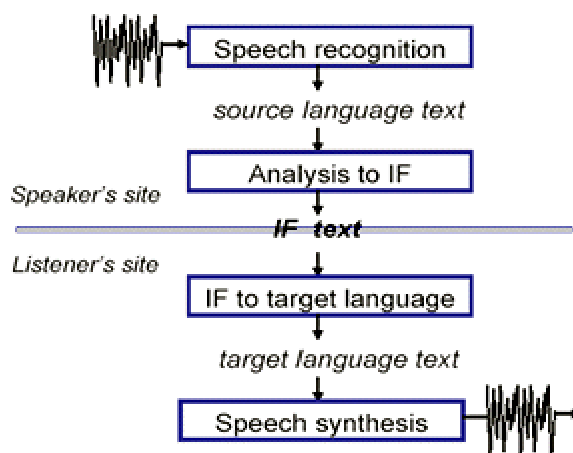 Speech recognition
source language text
Analysis to IF
Speaker's site
IF text
Listener's site
IF to target language
target language text
Speech synthesis